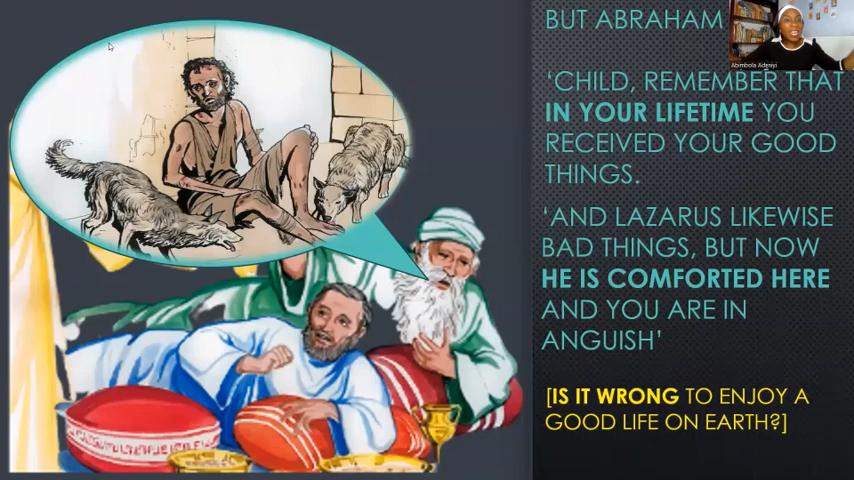 BUT ABRAHAM
Abimbola Adeniyi
‘CHILD, REMEMBER THAT
IN YOUR LIFETIME YOU
RECEIVED YOUR GOOD
THINGS.
‘AND LAZARUS LIKEWISE
BAD THINGS, BUT NOW
HE IS COMFORTED HERE
AND YOU ARE IN
ANGUISH’
[IS IT WRONG TO ENJOY A
GOOD LIFE ON EARTH?]